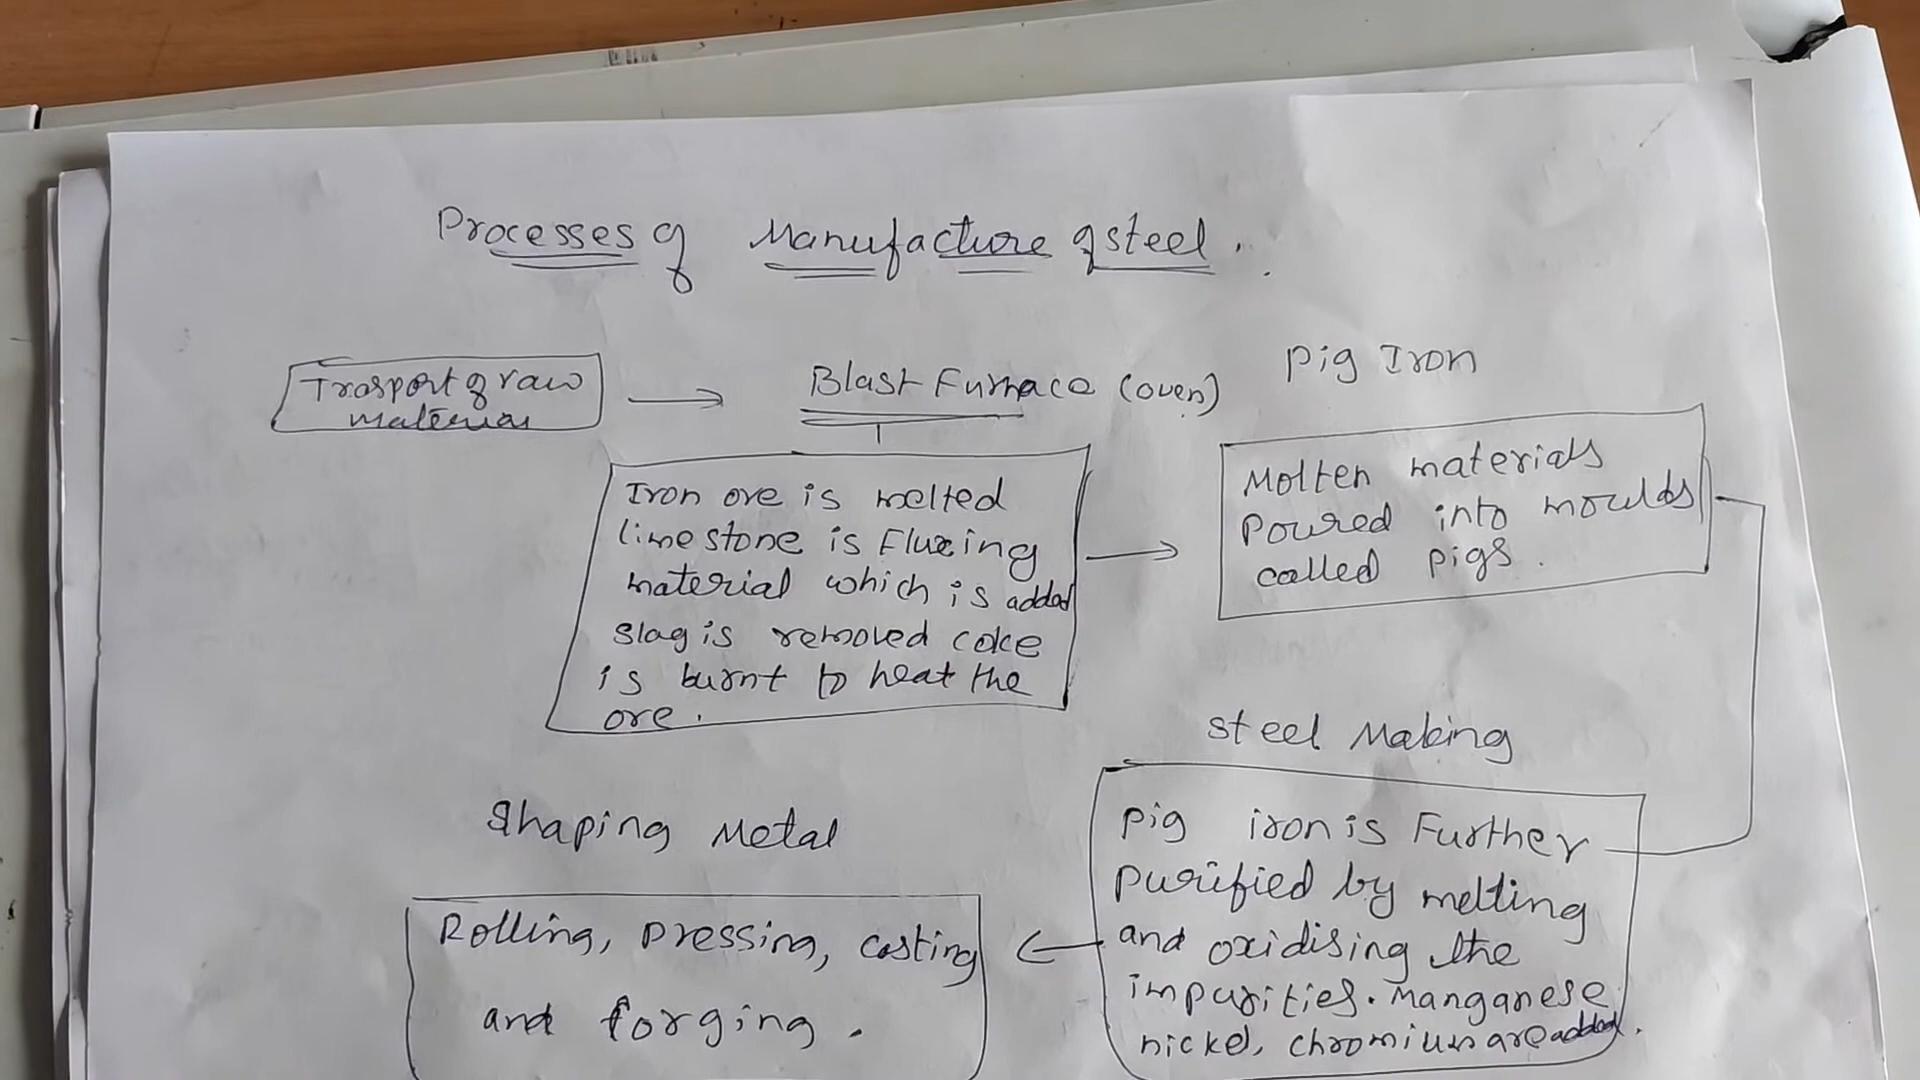 Processes of Manufacture of steel.
Trasport of raw
materias
Blast Furnace (oven)
Iron ore is melted
limestone is Fluxing
material which is added
slag is removed coke
is burnt to heat the
ore.
Pig Iron
Molten materials
Poured into moulds
called pigs.
Steel Making
Pig iron is Further
purified by melting
and oxidising the
impurities. Manganese
nickel, chromium are added.
Shaping Metal
Rolling, pressing, casting
and forging.